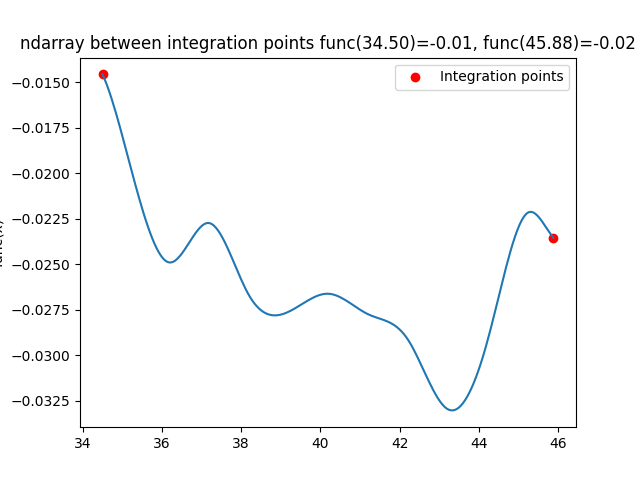 ndarray between integration points func(34.50)=-0.01, func(45.88)=-0.02
Integration points
−0.0150
−0.0175
−0.0200
−0.0225
−0.0250
−0.0275
−0.0300
−0.0325
34 36 38 40 42 44 46